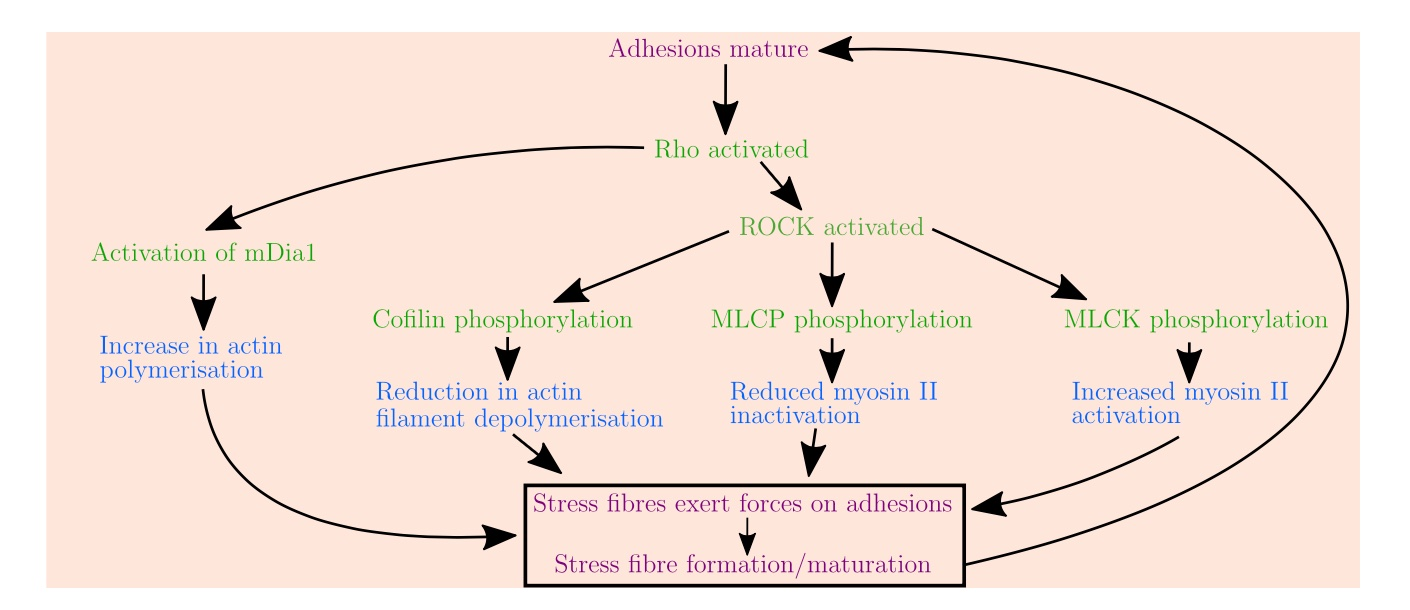 Adhesions mature
Rho activated
ROCK activated
Activation of mDia1
Cofilin phosphorylation
MLCP phosphorylation
MLCK phosphorylation
Increase in actin
polymerisation
Reduction in actin
filament depolymerisation
Reduced myosin II
inactivation
Increased myosin II
activation
Stress fibres exert forces on adhesions
Stress fibre formation/maturation